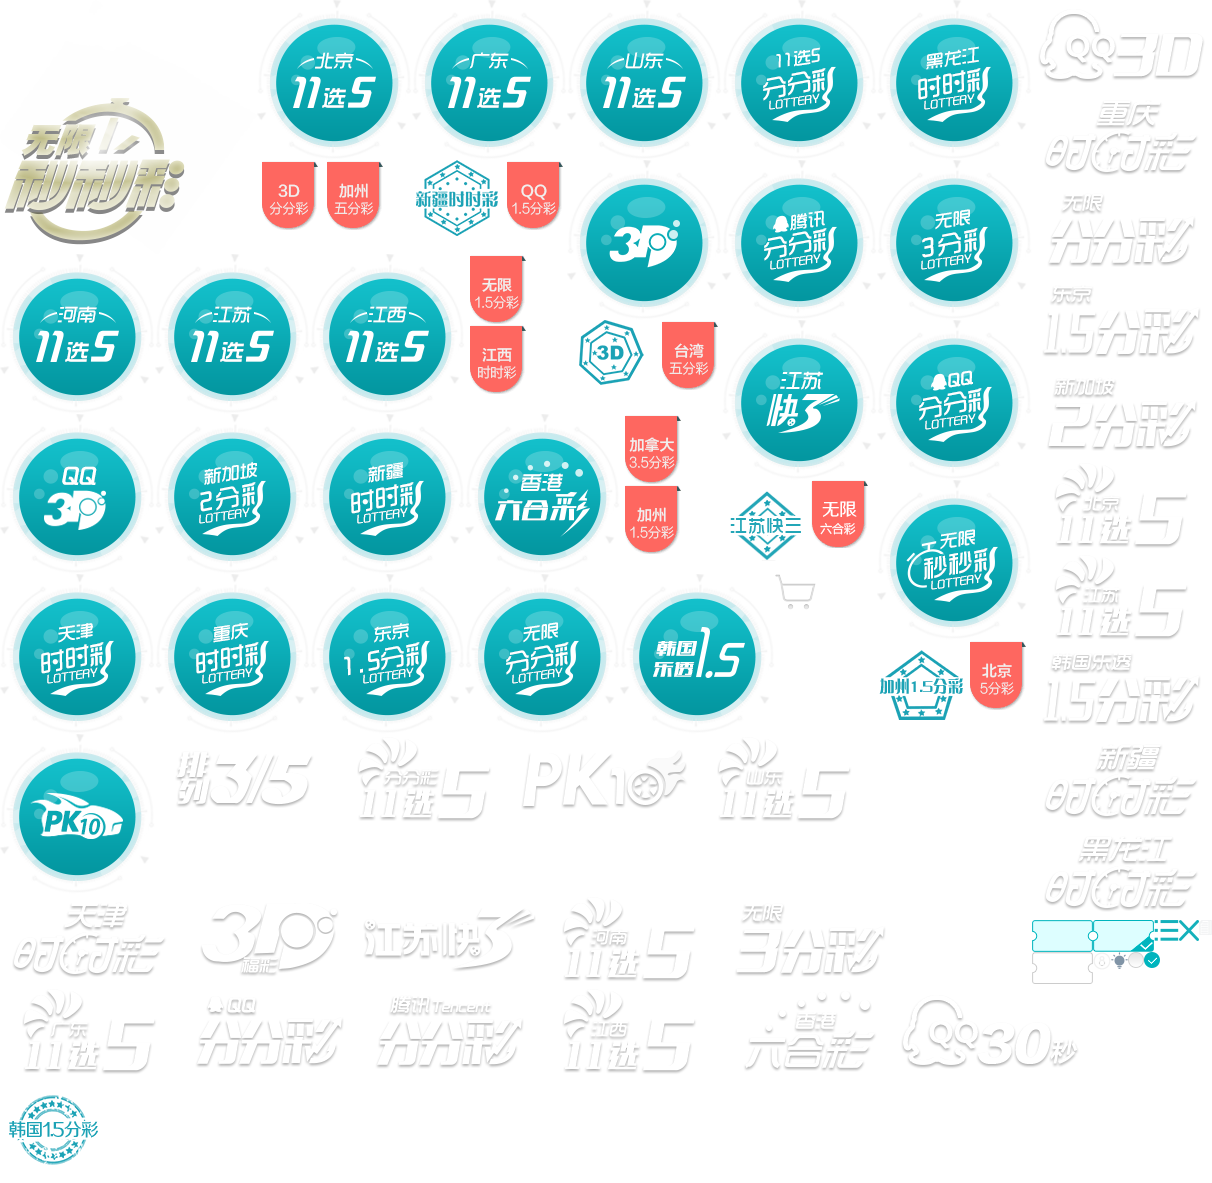 北京
11选5
广东
11选5
山东
11选5
11选5
分分彩
LOTTERY
黑龙江
时时彩
LOTTERY
QQ3D
无限
秒秒彩
重庆
时时彩
3D
分分彩
加州
五分彩
新疆时时彩
QQ
1.5分彩
3D
腾讯
分分彩
LOTTERY
无限
3分彩
LOTTERY
无限
分分彩
河南
11选5
江苏
11选5
江西
11选5
无限
1.5分彩
江西
时时彩
东京
1.5分彩
3D
台湾
五分彩
江苏
快3
QQ
分分彩
LOTTERY
新加坡
2分彩
QQ
3D
新加坡
2分彩
LOTTERY
新疆
时时彩
LOTTERY
香港
六合彩
加拿大
3.5分彩
加州
1.5分彩
江苏快三
无限
六合彩
无限
秒秒彩
LOTTERY
北京
11选5
江苏
11选5
天津
时时彩
LOTTERY
重庆
时时彩
LOTTERY
东京
1.5分彩
LOTTERY
无限
分分彩
LOTTERY
韩国
乐透1.5
加州1.5分彩
北京
5分彩
韩国乐透
1.5分彩
PK10
排列3/5
分分彩
11选5
PK10
山东
11选5
新疆
时时彩
黑龙江
时时彩
天津
时时彩
3D
福彩
江苏快3
河南
11选5
无限
3分彩
广东
11选5
QQ
分分彩
腾讯 Tencent
分分彩
江西
11选5
香港
六合彩
QQ30秒
韩国1.5分彩